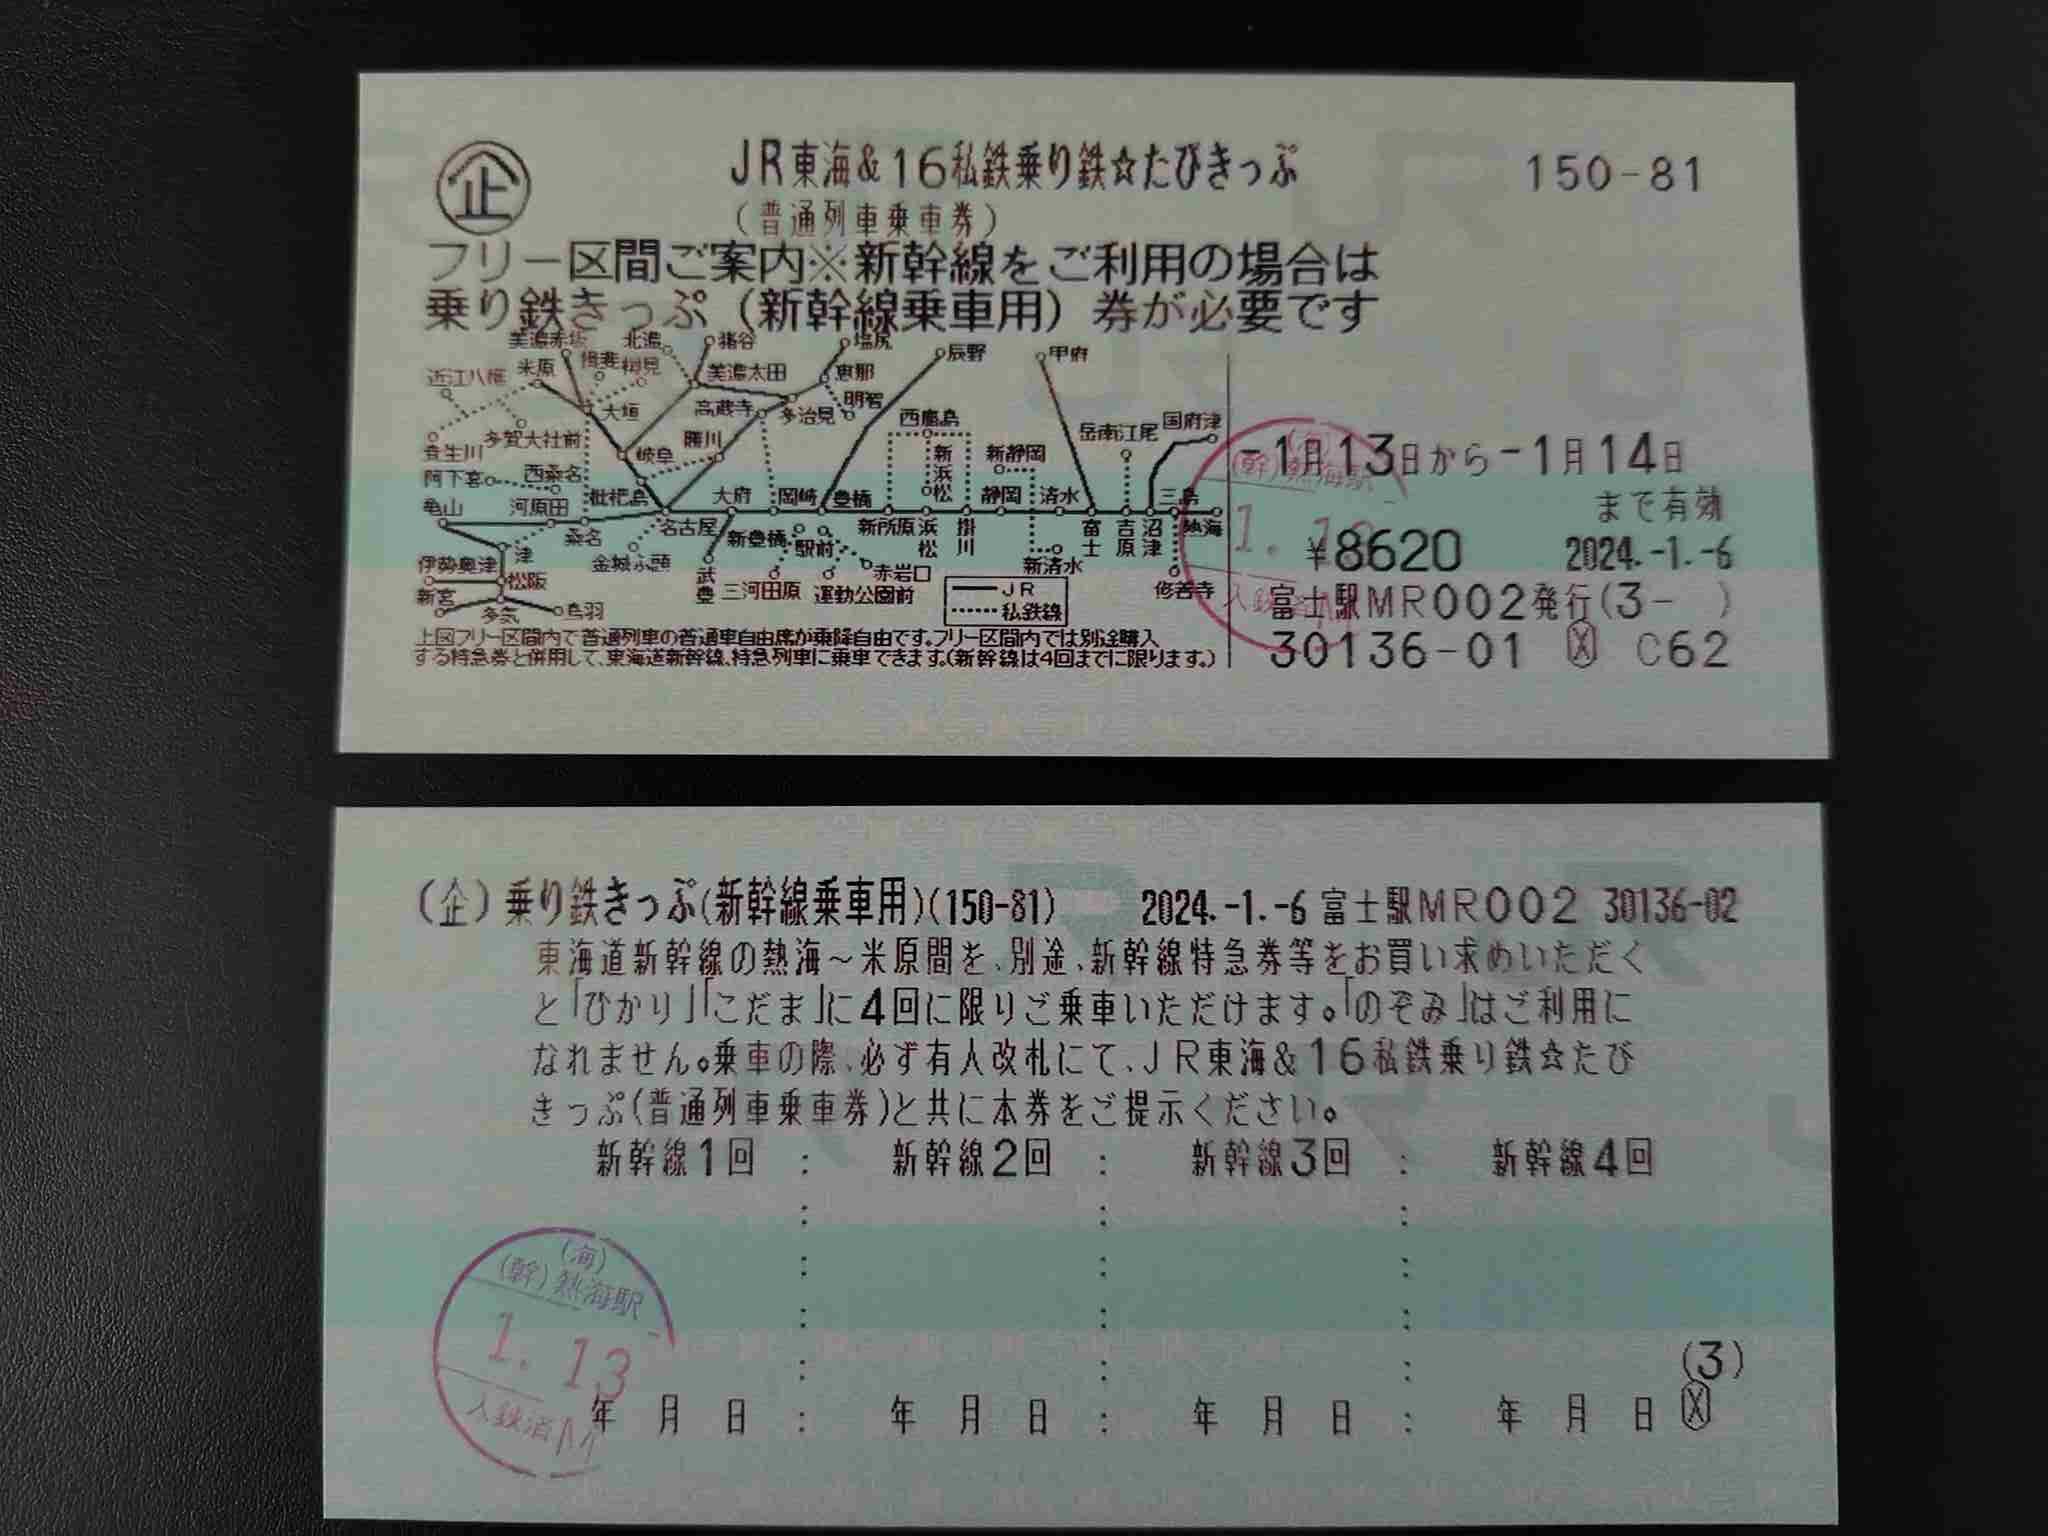 企
JR東海&16私鉄乗り鉄☆たびきっぷ
150-81
(普通列車乗車券)
フリー区間ご案内※新幹線をご利用の場合は
乗り鉄きっぷ(新幹線乗車用)券が必要です
美濃赤坂 北濃 猪谷 塩尻 辰野 甲府
近江八幡 米原 揖斐 樽見 美濃太田 恵那
大垣 高蔵寺 多治見 明智 西鹿島 岳南江尾 国府津
貴生川 多賀大社前 岐阜 勝川 新浜松 新静岡
阿下喜 西桑名
亀山 河原田 枇杷島 大府 岡崎 豊橋 静岡 清水 三島
桑名 名古屋 新豊橋 駅前 新所原 浜松 掛川 富士 吉原 沼津 熱海
伊勢奥津 津 金城ふ頭 赤岩口 新清水
松阪 武豊 三河田原 運動公園前 修善寺
新宮 多気 鳥羽
JR
私鉄線
上図フリー区間内で普通列車の普通車自由席が乗降自由です。フリー区間内では別途購入
する特急券と併用して、東海道新幹線、特急列車に乗車できます。(新幹線は4回までに限ります。)
-1月13日から-1月14日
まで有効
¥8620 2024.-1.-6
富士駅MR002発行(3- )
30136-01 C62
(海)
(幹)熱海駅
1.13
入鋏済
(企)乗り鉄きっぷ(新幹線乗車用)(150-81) 2024.-1.-6 富士駅MR002 30136-02
東海道新幹線の熱海~米原間を、別途、新幹線特急券等をお買い求めいただく
と「ひかり」「こだま」に4回に限りご乗車いただけます。「のぞみ」はご利用に
なれません。乗車の際、必ず有人改札にて、JR東海&16私鉄乗り鉄☆たび
きっぷ(普通列車乗車券)と共に本券をご提示ください。
新幹線1回 : 新幹線2回 : 新幹線3回 : 新幹線4回
(海)
(幹)熱海駅
1.13
入鋏済
(3)
年 月 日 : 年 月 日 : 年 月 日 : 年 月 日